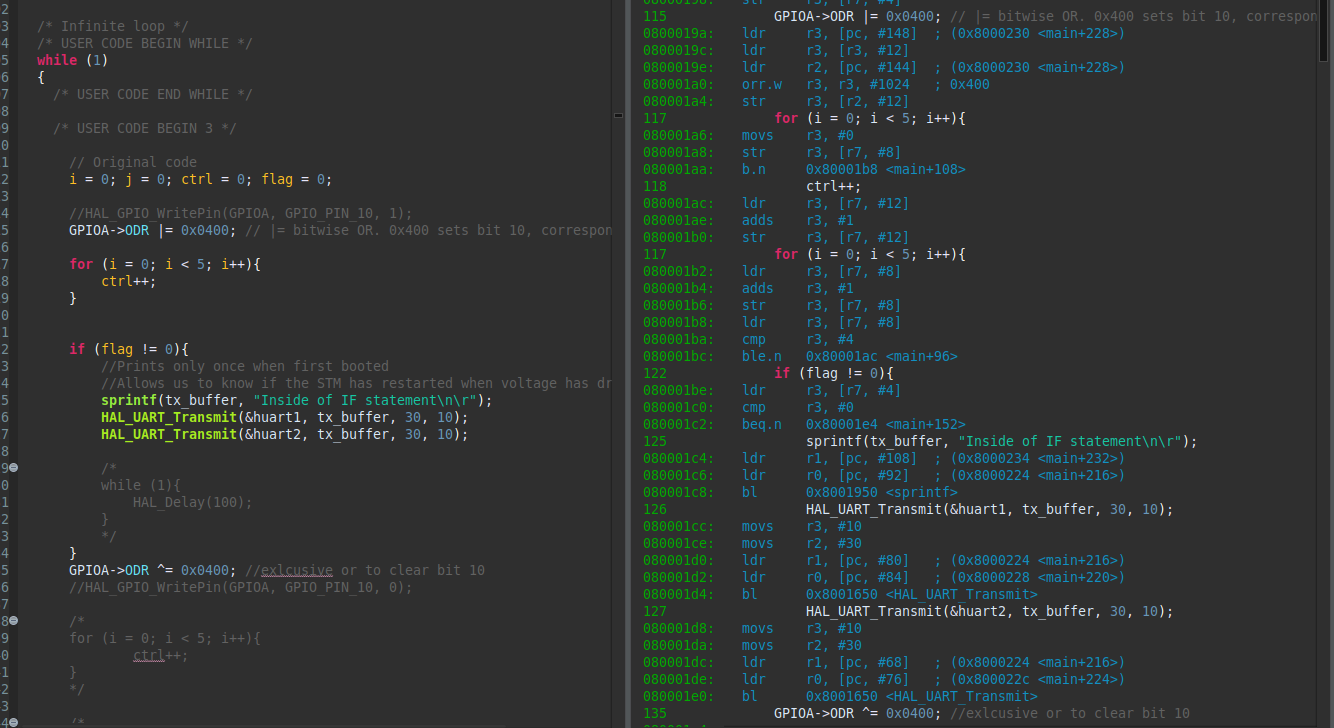 2
3 /* Infinite loop */
4 /* USER CODE BEGIN WHILE */
5 while (1)
6 {
7 /* USER CODE END WHILE */
8
9 /* USER CODE BEGIN 3 */
0
1 // Original code
2 i = 0; j = 0; ctrl = 0; flag = 0;
3
4 //HAL_GPIO_WritePin(GPIOA, GPIO_PIN_10, 1);
5 GPIOA->ODR |= 0x0400; // |= bitwise OR. 0x400 sets bit 10, correspon
6
7 for (i = 0; i < 5; i++){
8 ctrl++;
9 }
0
1
2 if (flag != 0){
3 //Prints only once when first booted
4 //Allows us to know if the STM has restarted when voltage has dr
5 sprintf(tx_buffer, "Inside of IF statement\n\r");
6 HAL_UART_Transmit(&huart1, tx_buffer, 30, 10);
7 HAL_UART_Transmit(&huart2, tx_buffer, 30, 10);
8
9 /*
0 while (1){
1 HAL_Delay(100);
2 }
3 */
4 }
5 GPIOA->ODR ^= 0x0400; //exlcusive or to clear bit 10
6 //HAL_GPIO_WritePin(GPIOA, GPIO_PIN_10, 0);
7
8 /*
9 for (i = 0; i < 5; i++){
0 ctrl++;
1 }
2 */
3
4 /*
08000198: str r3, [r7, #4]
115 GPIOA->ODR |= 0x0400; // |= bitwise OR. 0x400 sets bit 10, correspon
0800019a: ldr r3, [pc, #148] ; (0x8000230 <main+228>)
0800019c: ldr r3, [r3, #12]
0800019e: ldr r2, [pc, #144] ; (0x8000230 <main+228>)
080001a0: orr.w r3, r3, #1024 ; 0x400
080001a4: str r3, [r2, #12]
117 for (i = 0; i < 5; i++){
080001a6: movs r3, #0
080001a8: str r3, [r7, #8]
080001aa: b.n 0x80001b8 <main+108>
118 ctrl++;
080001ac: ldr r3, [r7, #12]
080001ae: adds r3, #1
080001b0: str r3, [r7, #12]
117 for (i = 0; i < 5; i++){
080001b2: ldr r3, [r7, #8]
080001b4: adds r3, #1
080001b6: str r3, [r7, #8]
080001b8: ldr r3, [r7, #8]
080001ba: cmp r3, #4
080001bc: ble.n 0x80001ac <main+96>
122 if (flag != 0){
080001be: ldr r3, [r7, #4]
080001c0: cmp r3, #0
080001c2: beq.n 0x80001e4 <main+152>
125 sprintf(tx_buffer, "Inside of IF statement\n\r");
080001c4: ldr r1, [pc, #108] ; (0x8000234 <main+232>)
080001c6: ldr r0, [pc, #92] ; (0x8000224 <main+216>)
080001c8: bl 0x8001950 <sprintf>
126 HAL_UART_Transmit(&huart1, tx_buffer, 30, 10);
080001cc: movs r3, #10
080001ce: movs r2, #30
080001d0: ldr r1, [pc, #80] ; (0x8000224 <main+216>)
080001d2: ldr r0, [pc, #84] ; (0x8000228 <main+220>)
080001d4: bl 0x8001650 <HAL_UART_Transmit>
127 HAL_UART_Transmit(&huart2, tx_buffer, 30, 10);
080001d8: movs r3, #10
080001da: movs r2, #30
080001dc: ldr r1, [pc, #68] ; (0x8000224 <main+216>)
080001de: ldr r0, [pc, #76] ; (0x800022c <main+224>)
080001e0: bl 0x8001650 <HAL_UART_Transmit>
135 GPIOA->ODR ^= 0x0400; //exlcusive or to clear bit 10